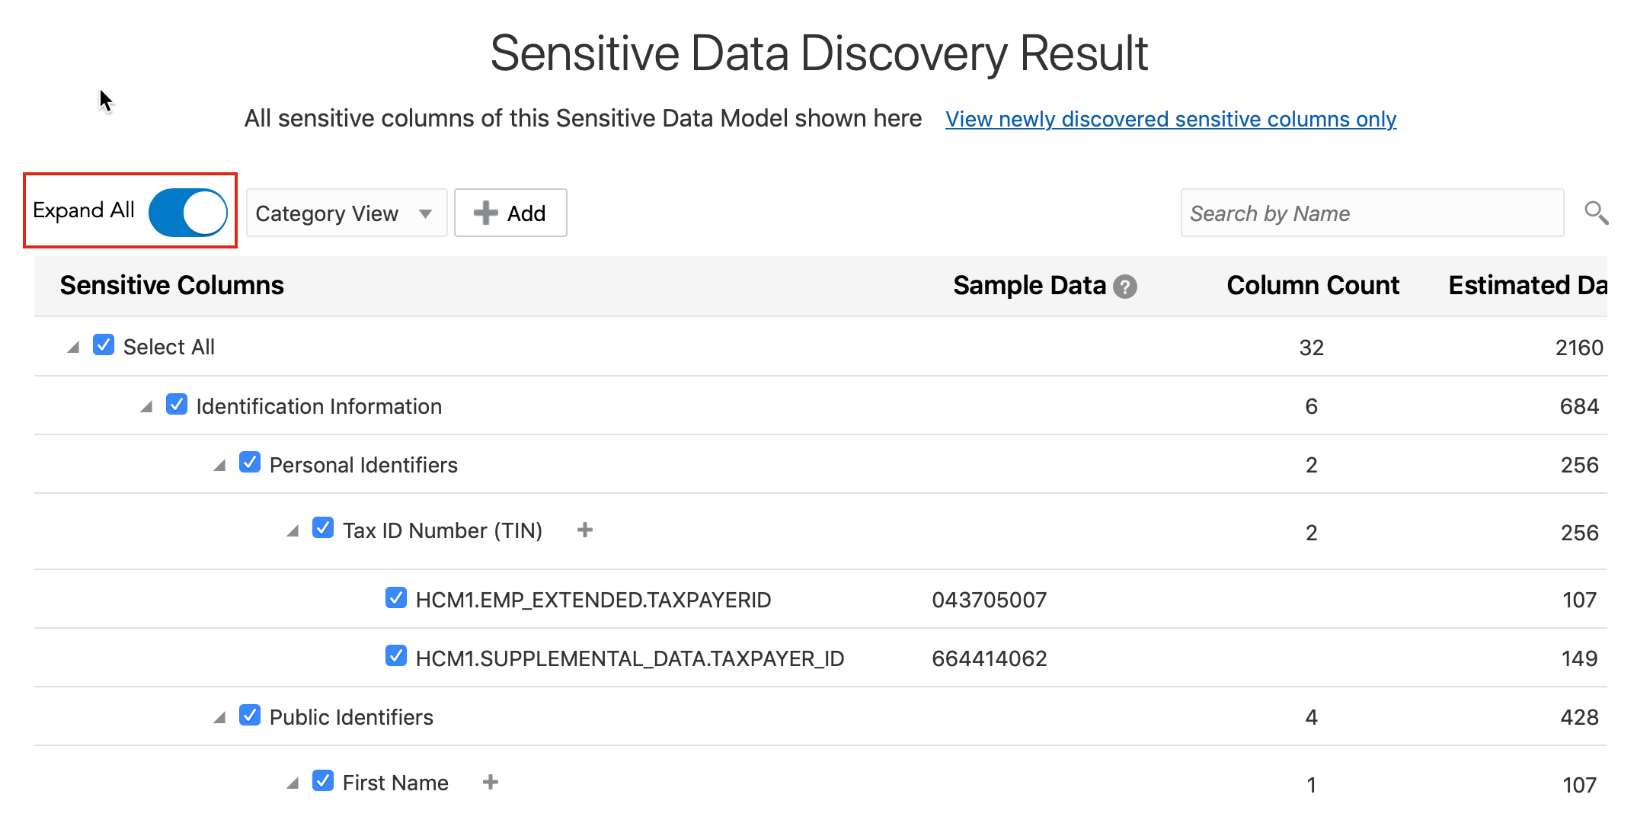 Sensitive Data Discovery Result
All sensitive columns of this Sensitive Data Model shown here View newly discovered sensitive columns only
Expand All Category View Add Search by Name
Sensitive Columns Sample Data ? Column Count Estimated Da
Select All 32 2160
Identification Information 6 684
Personal Identifiers 2 256
Tax ID Number (TIN) + 2 256
HCM1.EMP_EXTENDED.TAXPAYERID 043705007 107
HCM1.SUPPLEMENTAL_DATA.TAXPAYER_ID 664414062 149
Public Identifiers 4 428
First Name + 1 107